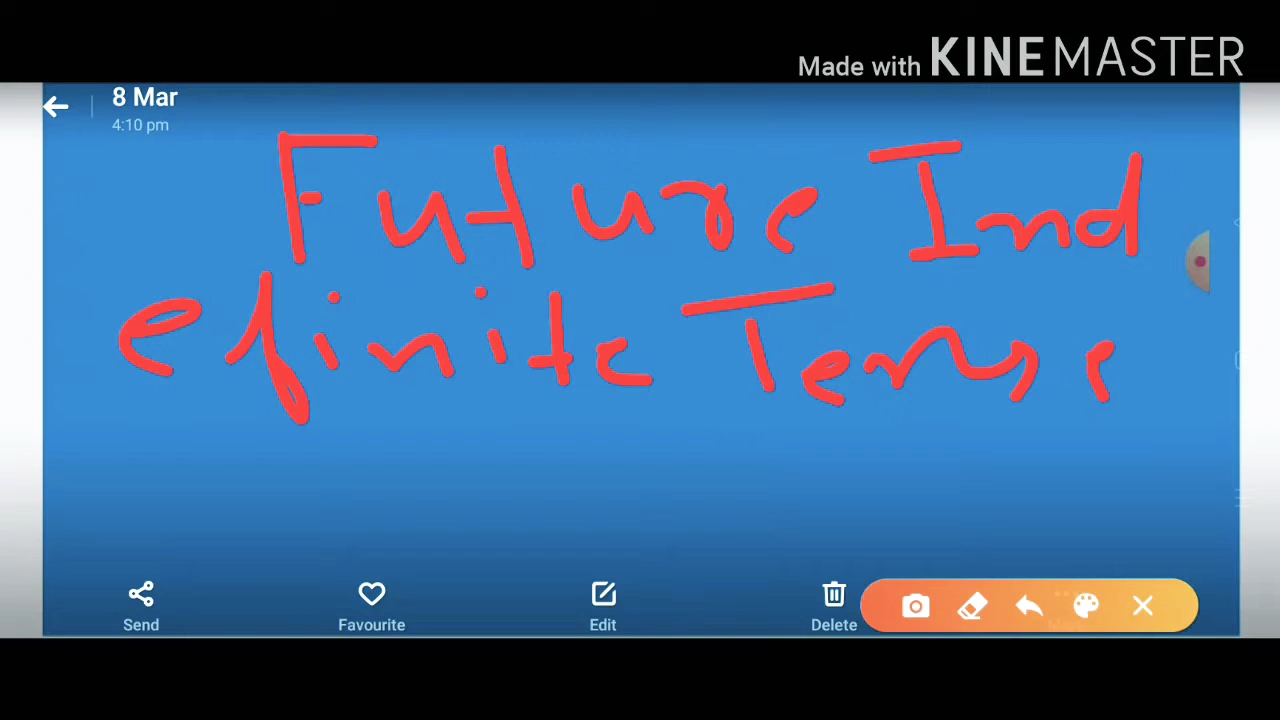 Made with KINEMASTER
8 Mar
4:10 pm
Future Ind
efinite Tense
Send Favourite Edit Delete